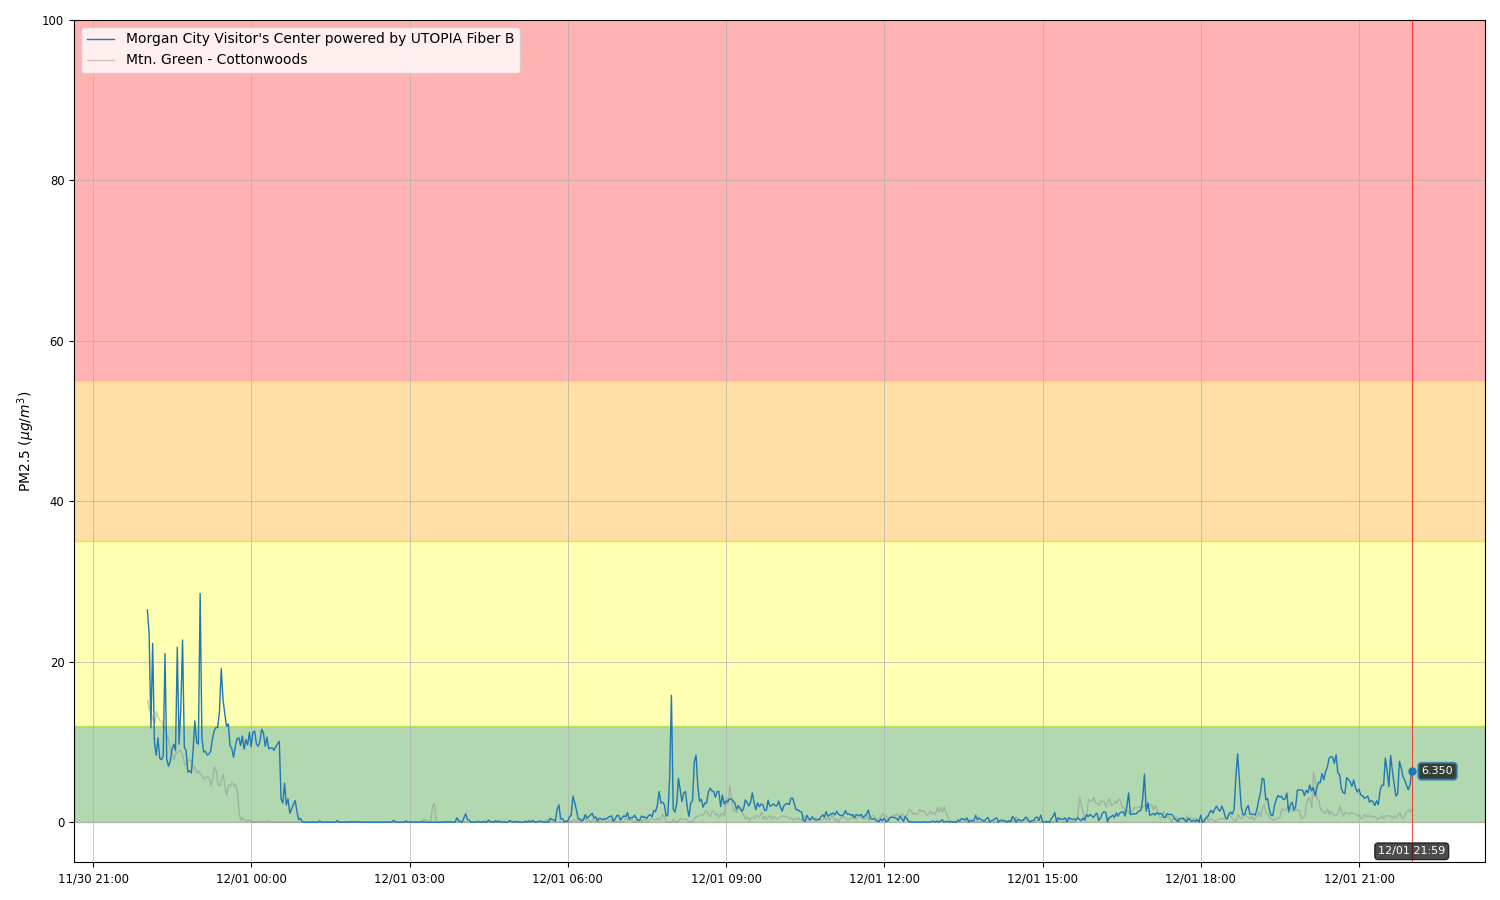 100
Morgan City Visitor's Center powered by UTOPIA Fiber B
Mtn. Green - Cottonwoods
80
60
PM2.5 (μg/m³)
40
20
6.350
0
12/01 21:59
11/30 21:00 12/01 00:00 12/01 03:00 12/01 06:00 12/01 09:00 12/01 12:00 12/01 15:00 12/01 18:00 12/01 21:00